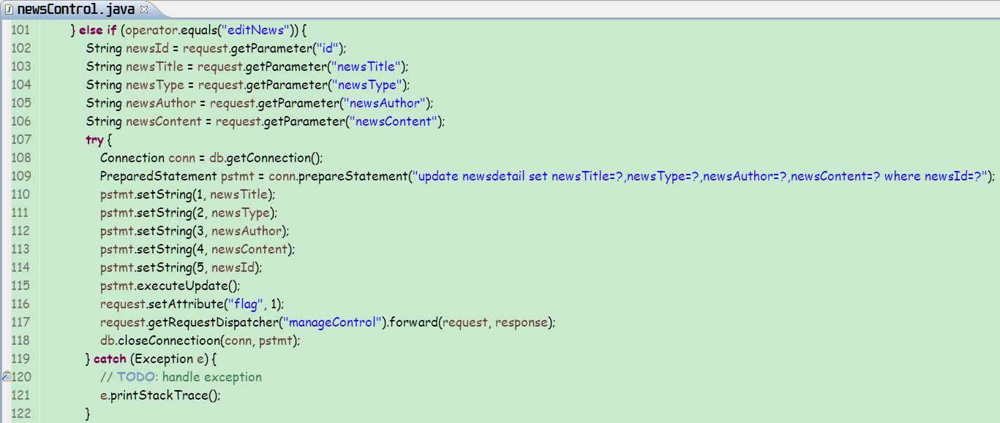 newsControl.java
101 } else if (operator.equals("editNews")) {
102 String newsId = request.getParameter("id");
103 String newsTitle = request.getParameter("newsTitle");
104 String newsType = request.getParameter("newsType");
105 String newsAuthor = request.getParameter("newsAuthor");
106 String newsContent = request.getParameter("newsContent");
107 try {
108 Connection conn = db.getConnection();
109 PreparedStatement pstmt = conn.prepareStatement("update newsdetail set newsTitle=?,newsType=?,newsAuthor=?,newsContent=? where newsId=?");
110 pstmt.setString(1, newsTitle);
111 pstmt.setString(2, newsType);
112 pstmt.setString(3, newsAuthor);
113 pstmt.setString(4, newsContent);
114 pstmt.setString(5, newsId);
115 pstmt.executeUpdate();
116 request.setAttribute("flag", 1);
117 request.getRequestDispatcher("manageControl").forward(request, response);
118 db.closeConnectioon(conn, pstmt);
119 } catch (Exception e) {
120 // TODO: handle exception
121 e.printStackTrace();
122 }